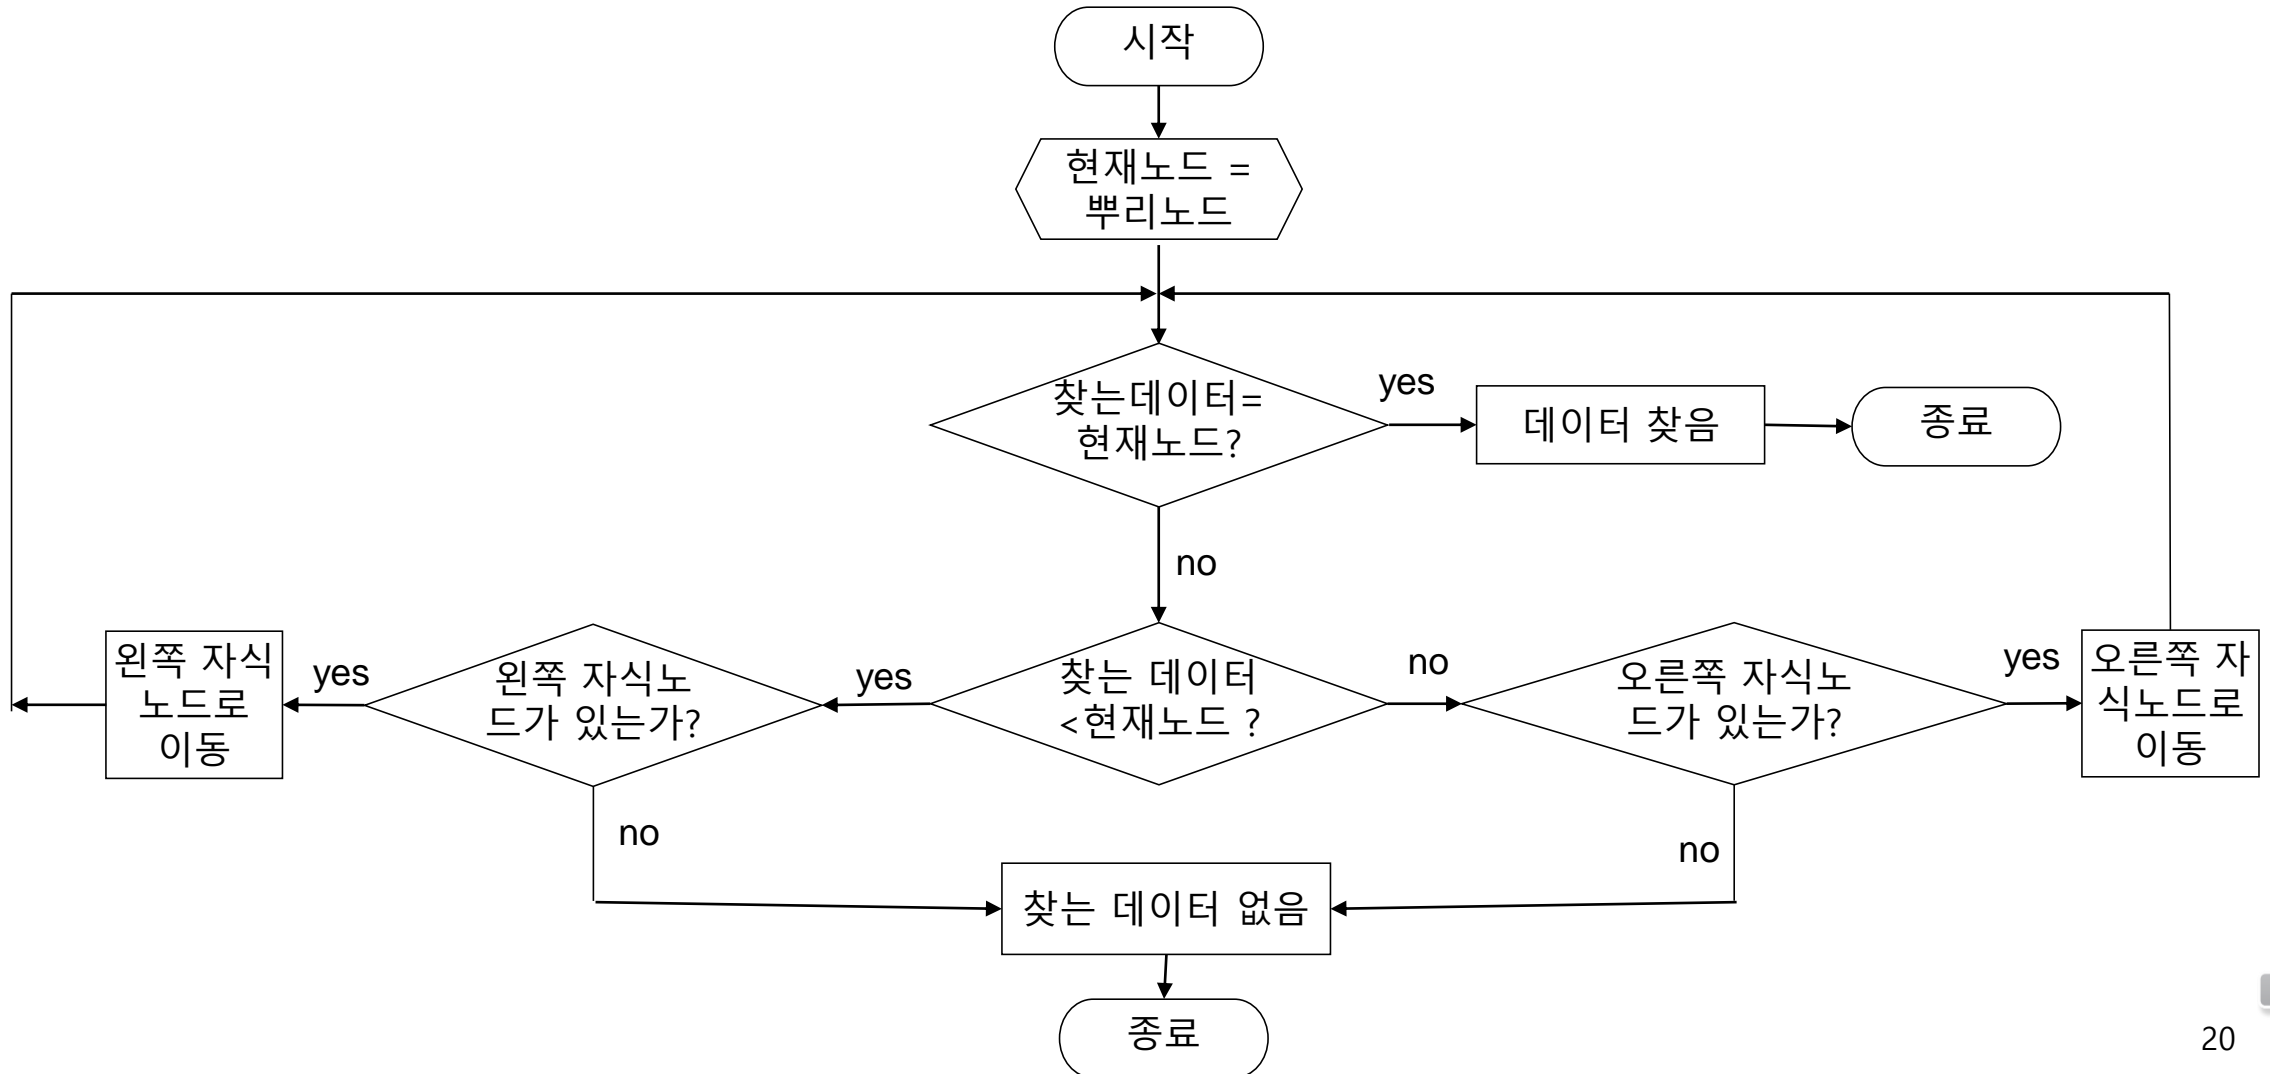 시작
현재노드 =
뿌리노드
찾는데이터=
현재노드?
yes
데이터 찾음
종료
no
왼쪽 자식
노드로
이동
yes
왼쪽 자식노
드가 있는가?
yes
찾는 데이터
<현재노드 ?
no
오른쪽 자식노
드가 있는가?
yes
오른쪽 자
식노드로
이동
no
no
찾는 데이터 없음
종료
20